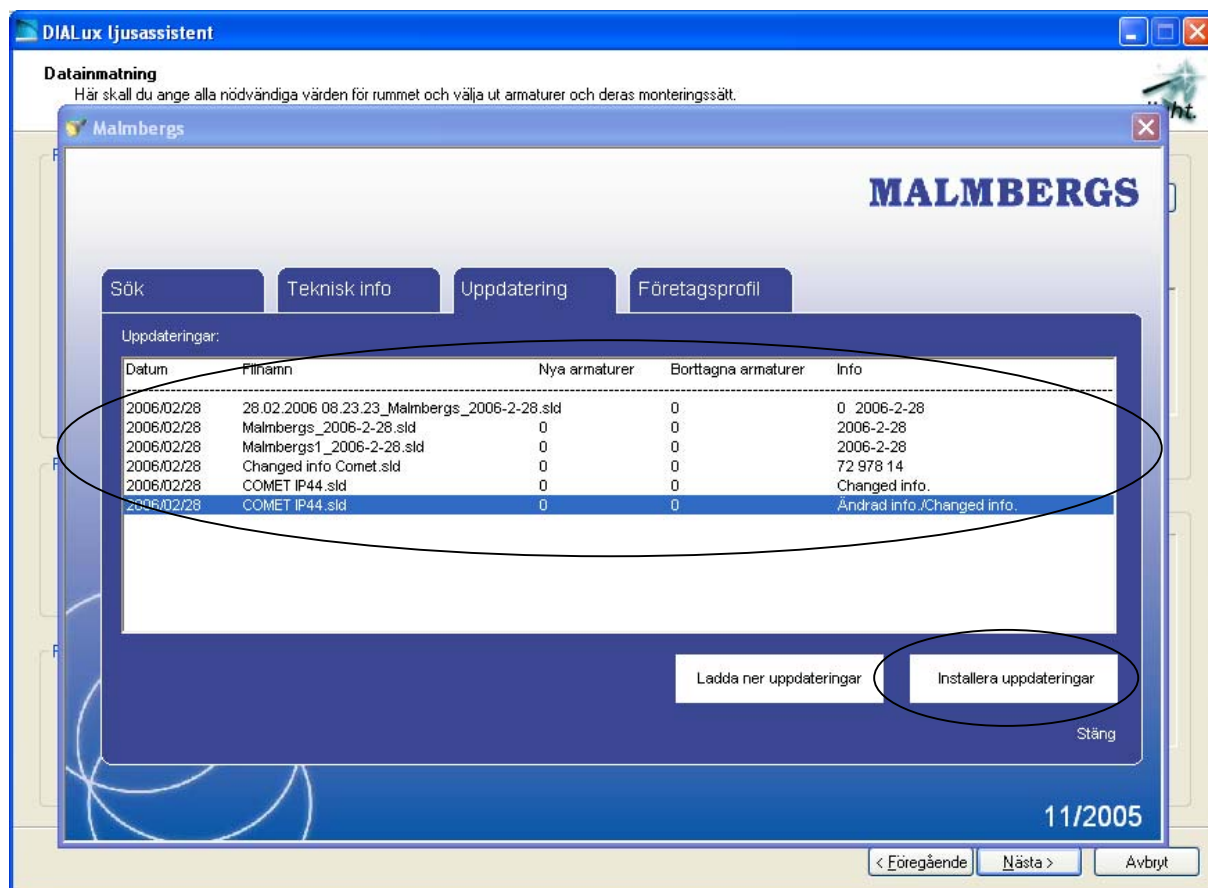 DIALux ljusassistent
Datainmatning
Här skall du ange alla nödvändiga värden för rummet och välja ut armaturer och deras monteringssätt.
Malmbergs
MALMBERGS
Sök Teknisk info Uppdatering Företagsprofil
Uppdateringar:
Datum Filnamn Nya armaturer Borttagna armaturer Info
2006/02/28 28.02.2006 08.23.23_Malmbergs_2006-2-28.sld 0 0 2006-2-28
2006/02/28 Malmbergs_2006-2-28.sld 0 0 2006-2-28
2006/02/28 Malmbergs1_2006-2-28.sld 0 0 2006-2-28
2006/02/28 Changed info Comet.sld 0 0 72 978 14
2006/02/28 COMET IP44.sld 0 0 Changed info.
2006/02/28 COMET IP44.sld 0 0 Ändrad info./Changed info.
Ladda ner uppdateringar Installera uppdateringar
Stäng
11/2005
< Föregående Nästa > Avbryt